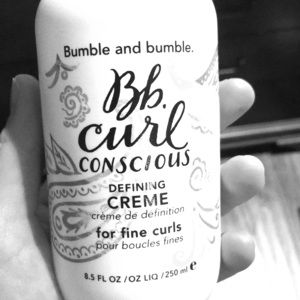 Bumble and bumble.
Bb.
curl
CONSCIOUS
DEFINING
CREME
crème de définition
for fine curls
pour boucles fines
8.5 FL OZ/OZ LIQ/250 ml e